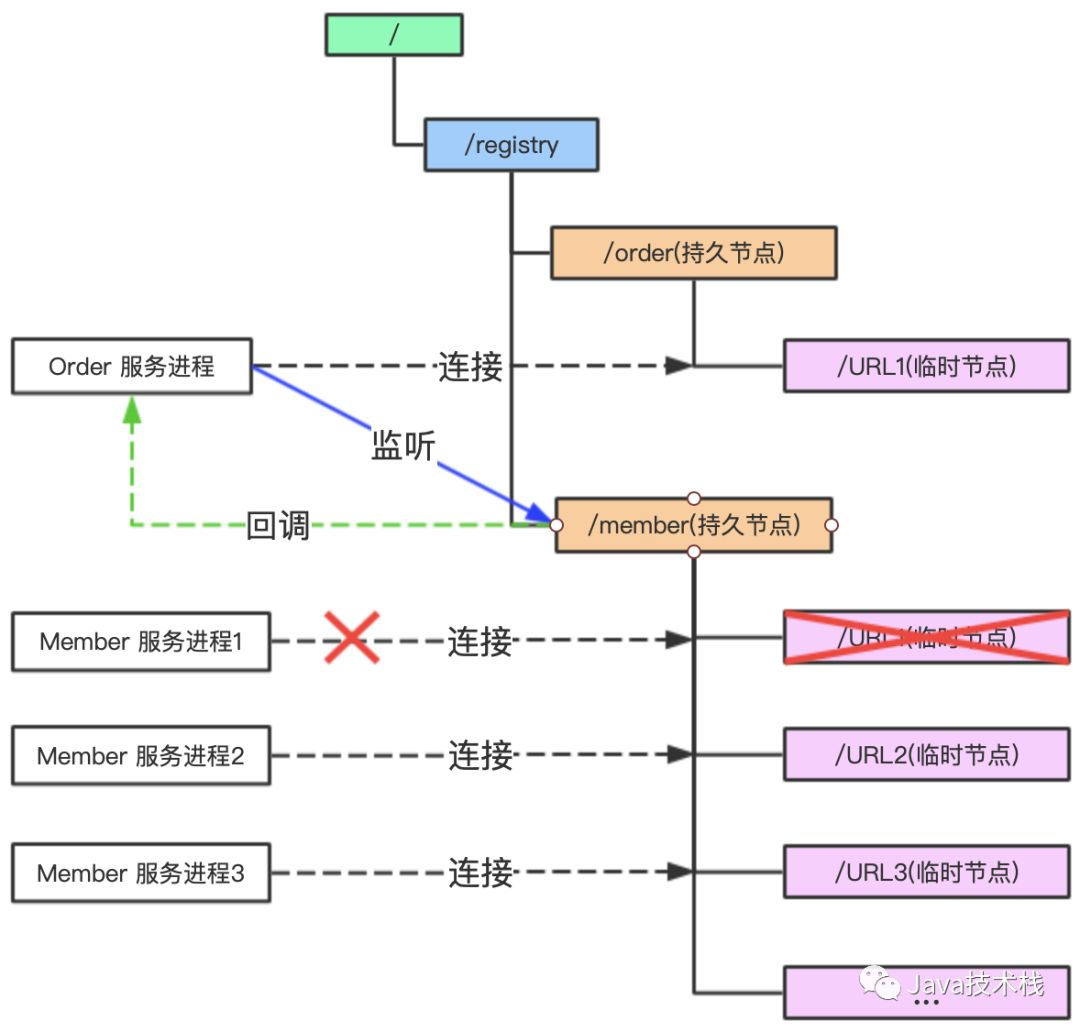 /
/registry
/order(持久节点)
Order 服务进程
连接
/URL1(临时节点)
监听
/member(持久节点)
回调
Member 服务进程1
连接
/URL1(临时节点)
Member 服务进程2
连接
/URL2(临时节点)
Member 服务进程3
连接
/URL3(临时节点)
Java技术栈
...